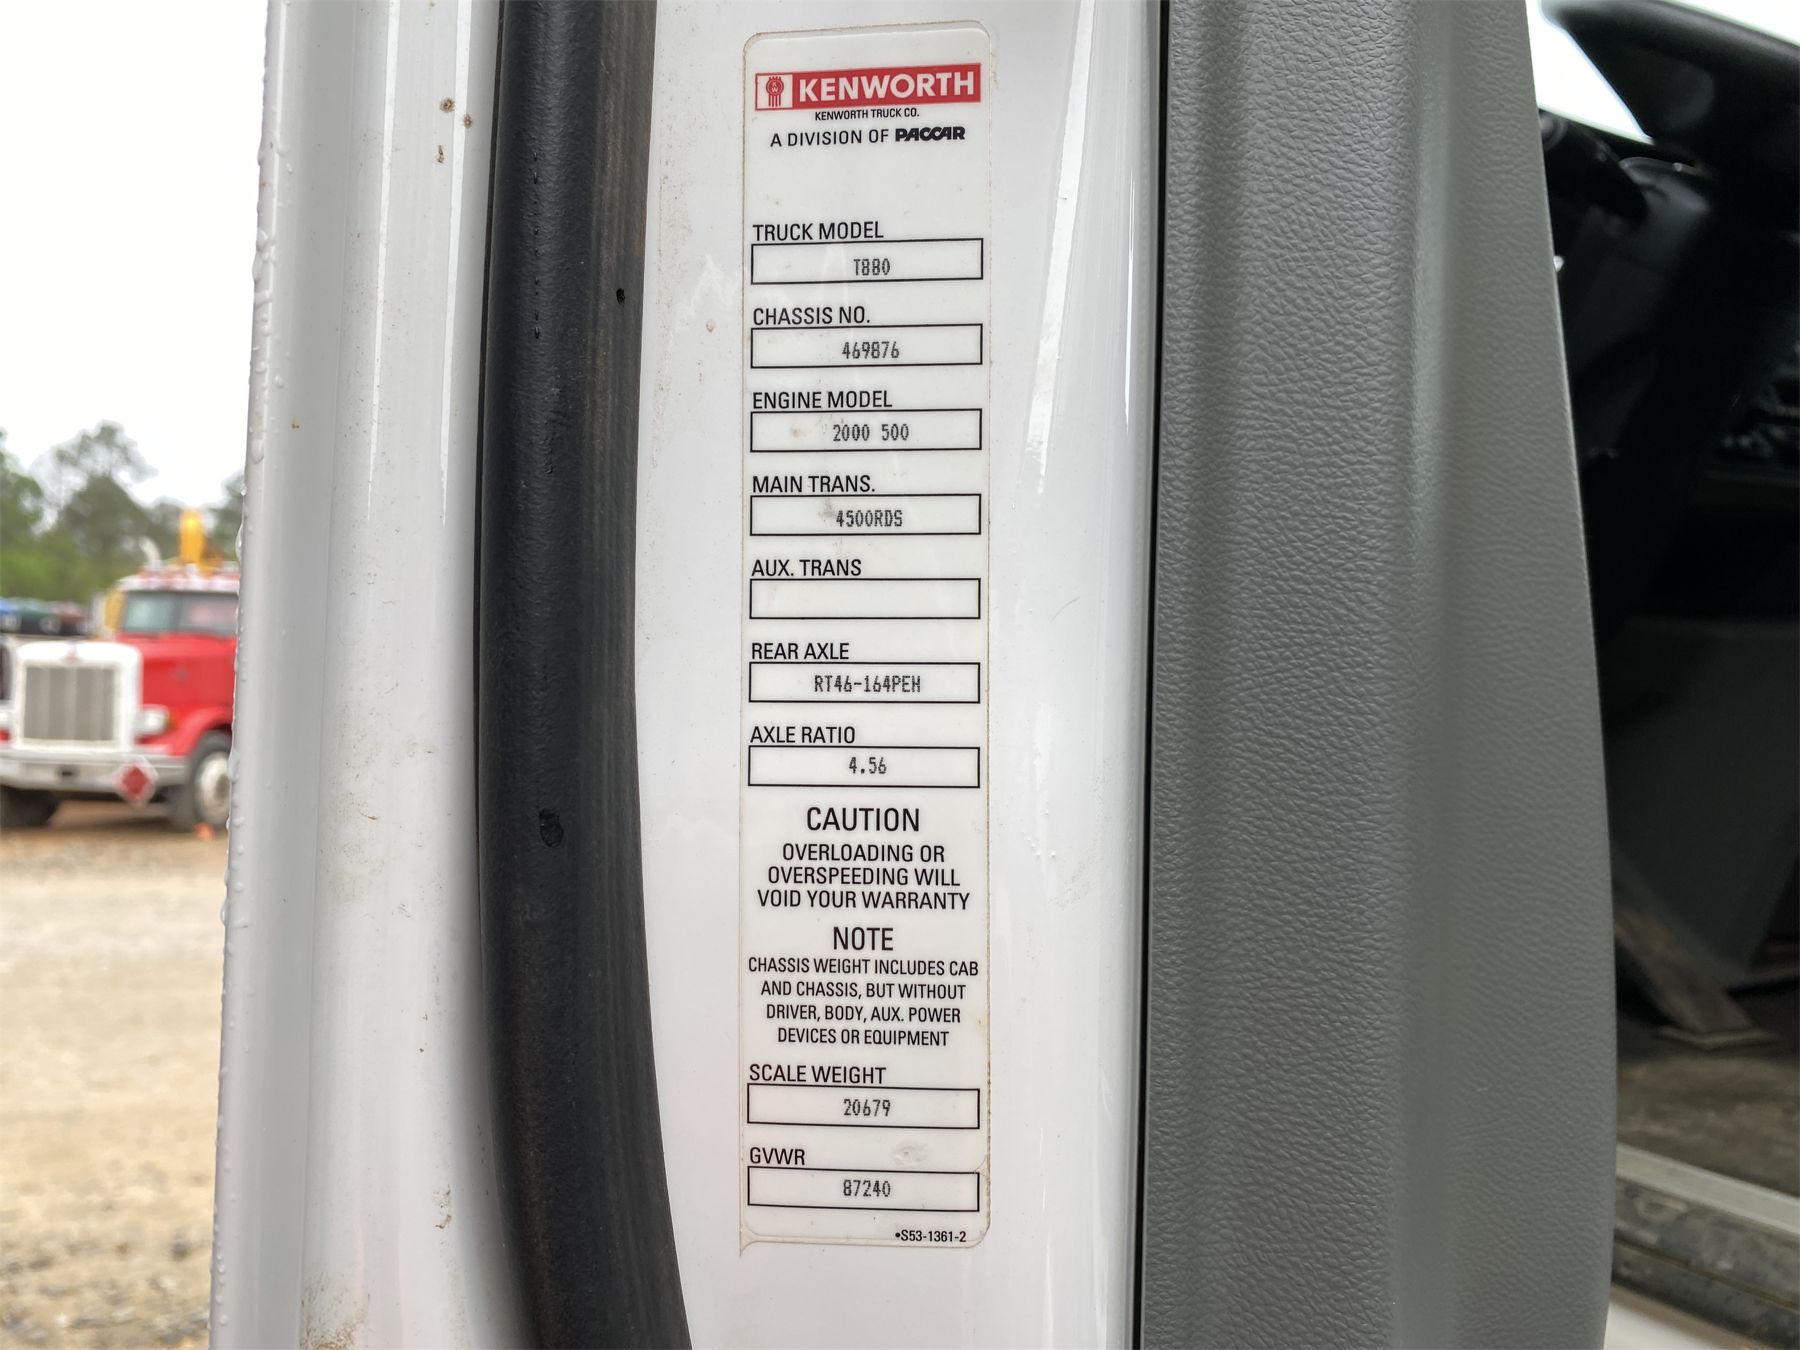 KENWORTH
KENWORTH TRUCK CO.
A DIVISION OF PACCAR
TRUCK MODEL
T880
CHASSIS NO.
469876
ENGINE MODEL
2000 500
MAIN TRANS.
4500RDS
AUX. TRANS
REAR AXLE
RT46-164PEH
AXLE RATIO
4.56
CAUTION
OVERLOADING OR
OVERSPEEDING WILL
VOID YOUR WARRANTY
NOTE
CHASSIS WEIGHT INCLUDES CAB
AND CHASSIS, BUT WITHOUT
DRIVER, BODY, AUX. POWER
DEVICES OR EQUIPMENT
SCALE WEIGHT
20679
GVWR
87240
•S53-1361-2